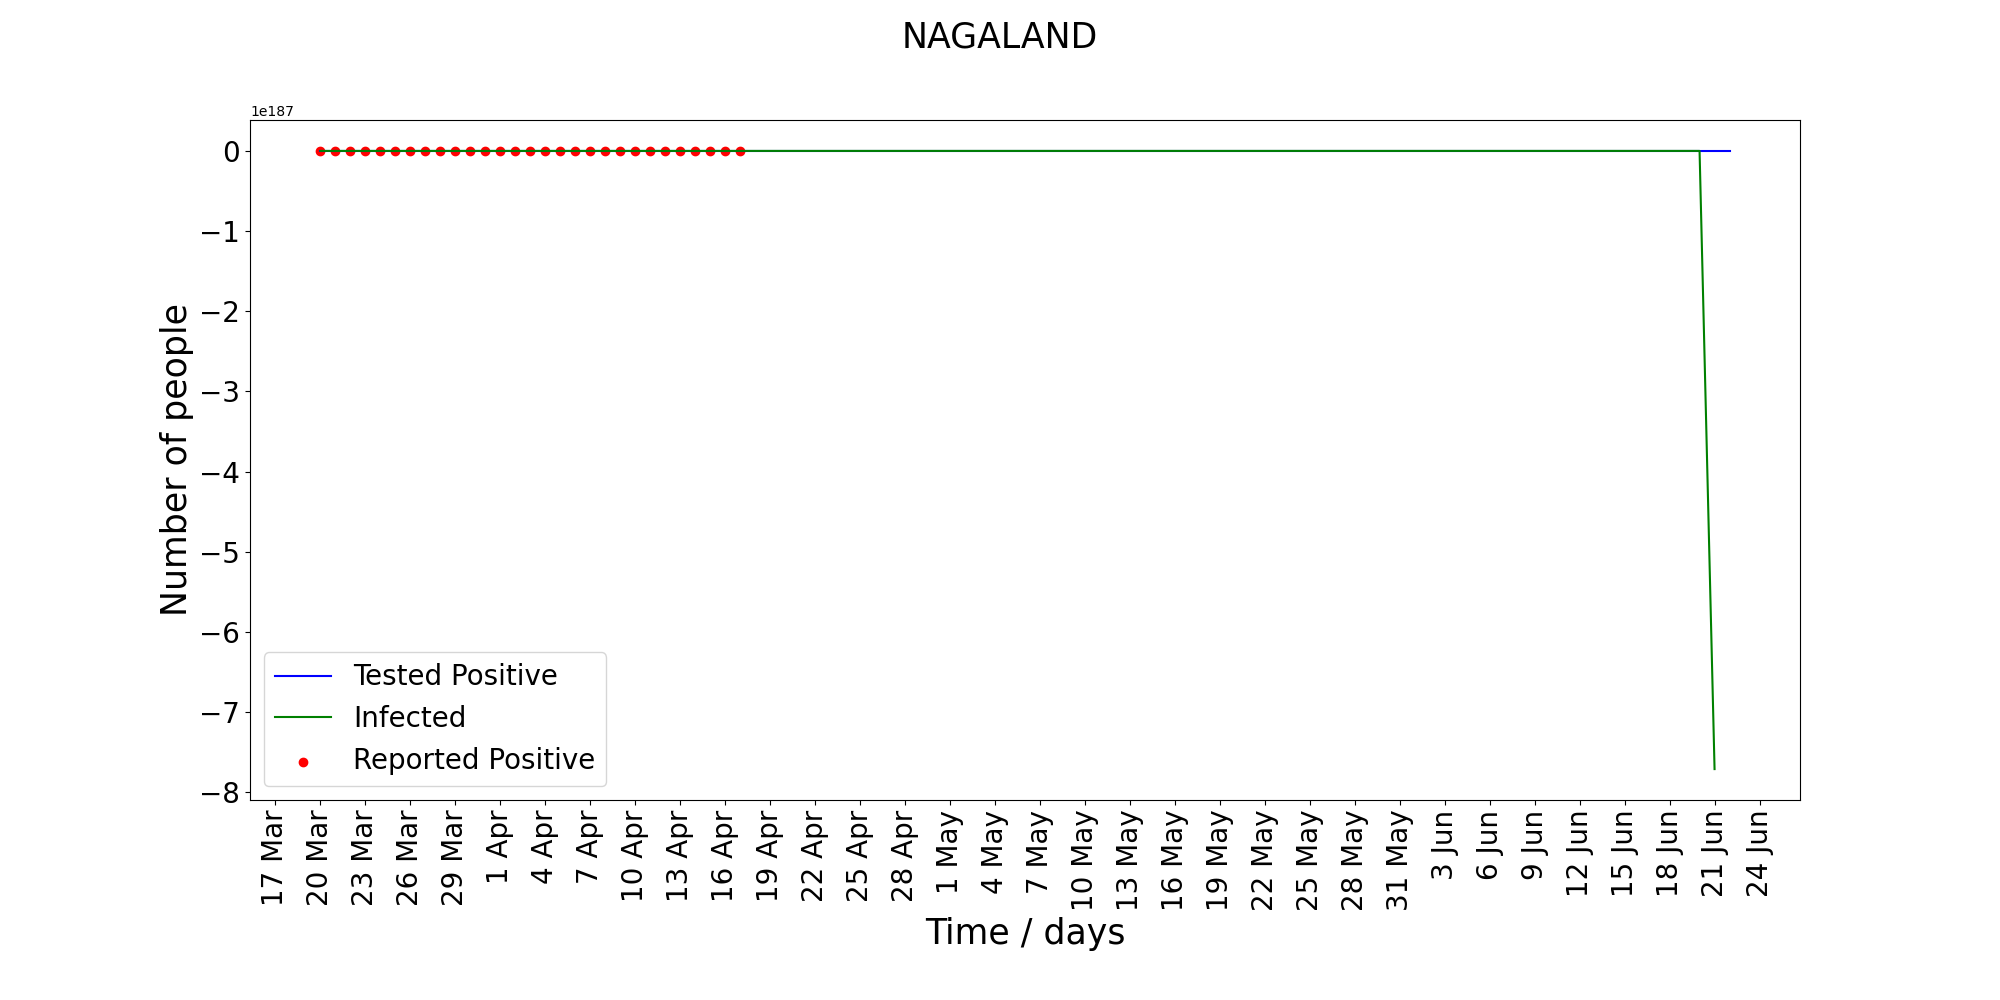 NAGALAND
1e187
0
−1
−2
−3
−4
−5
−6
−7
−8
Number of people
Tested Positive
Infected
Reported Positive
17 Mar
20 Mar
23 Mar
26 Mar
29 Mar
1 Apr
4 Apr
7 Apr
10 Apr
13 Apr
16 Apr
19 Apr
22 Apr
25 Apr
28 Apr
1 May
4 May
7 May
10 May
13 May
16 May
19 May
22 May
25 May
28 May
31 May
3 Jun
6 Jun
9 Jun
12 Jun
15 Jun
18 Jun
21 Jun
24 Jun
Time / days